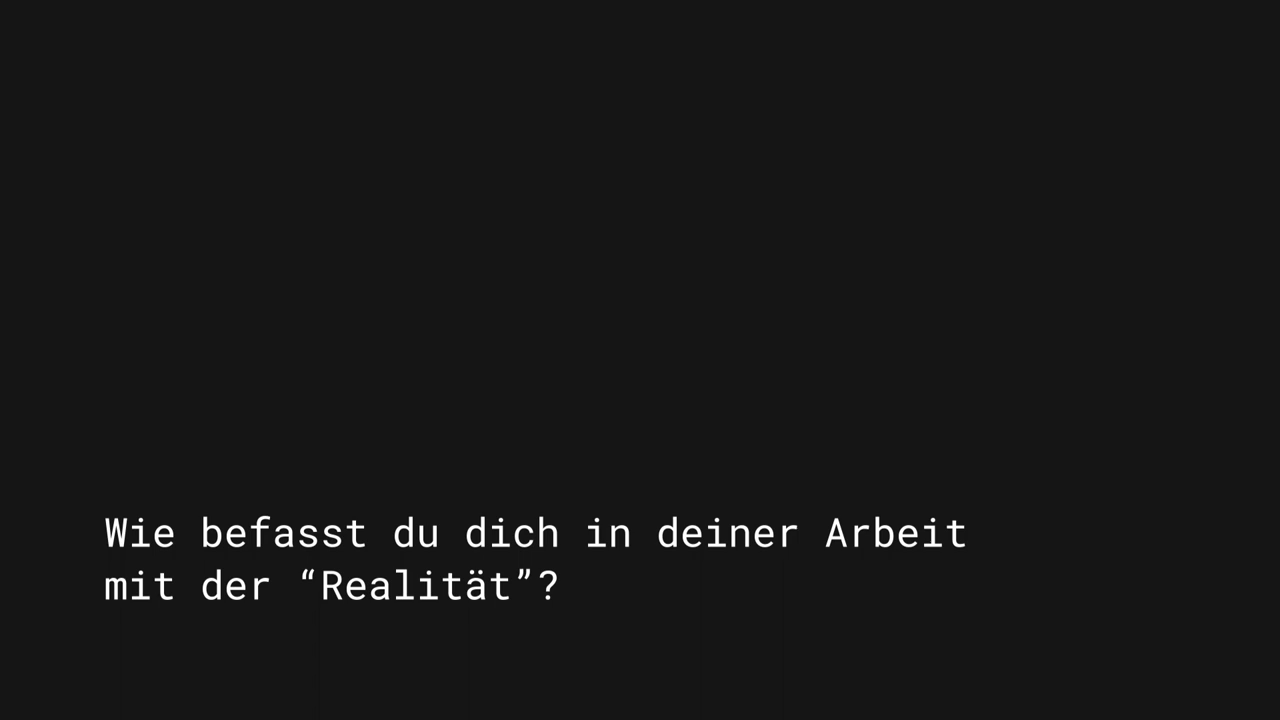 Wie befasst du dich in deiner Arbeit
mit der “Realität”?